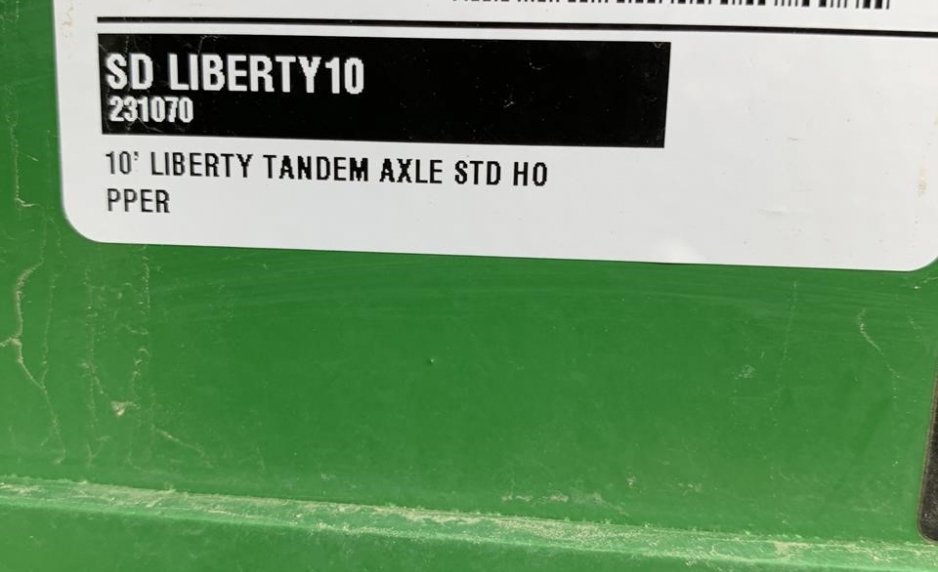 SD LIBERTY10
231070
10' LIBERTY TANDEM AXLE STD HO
PPER